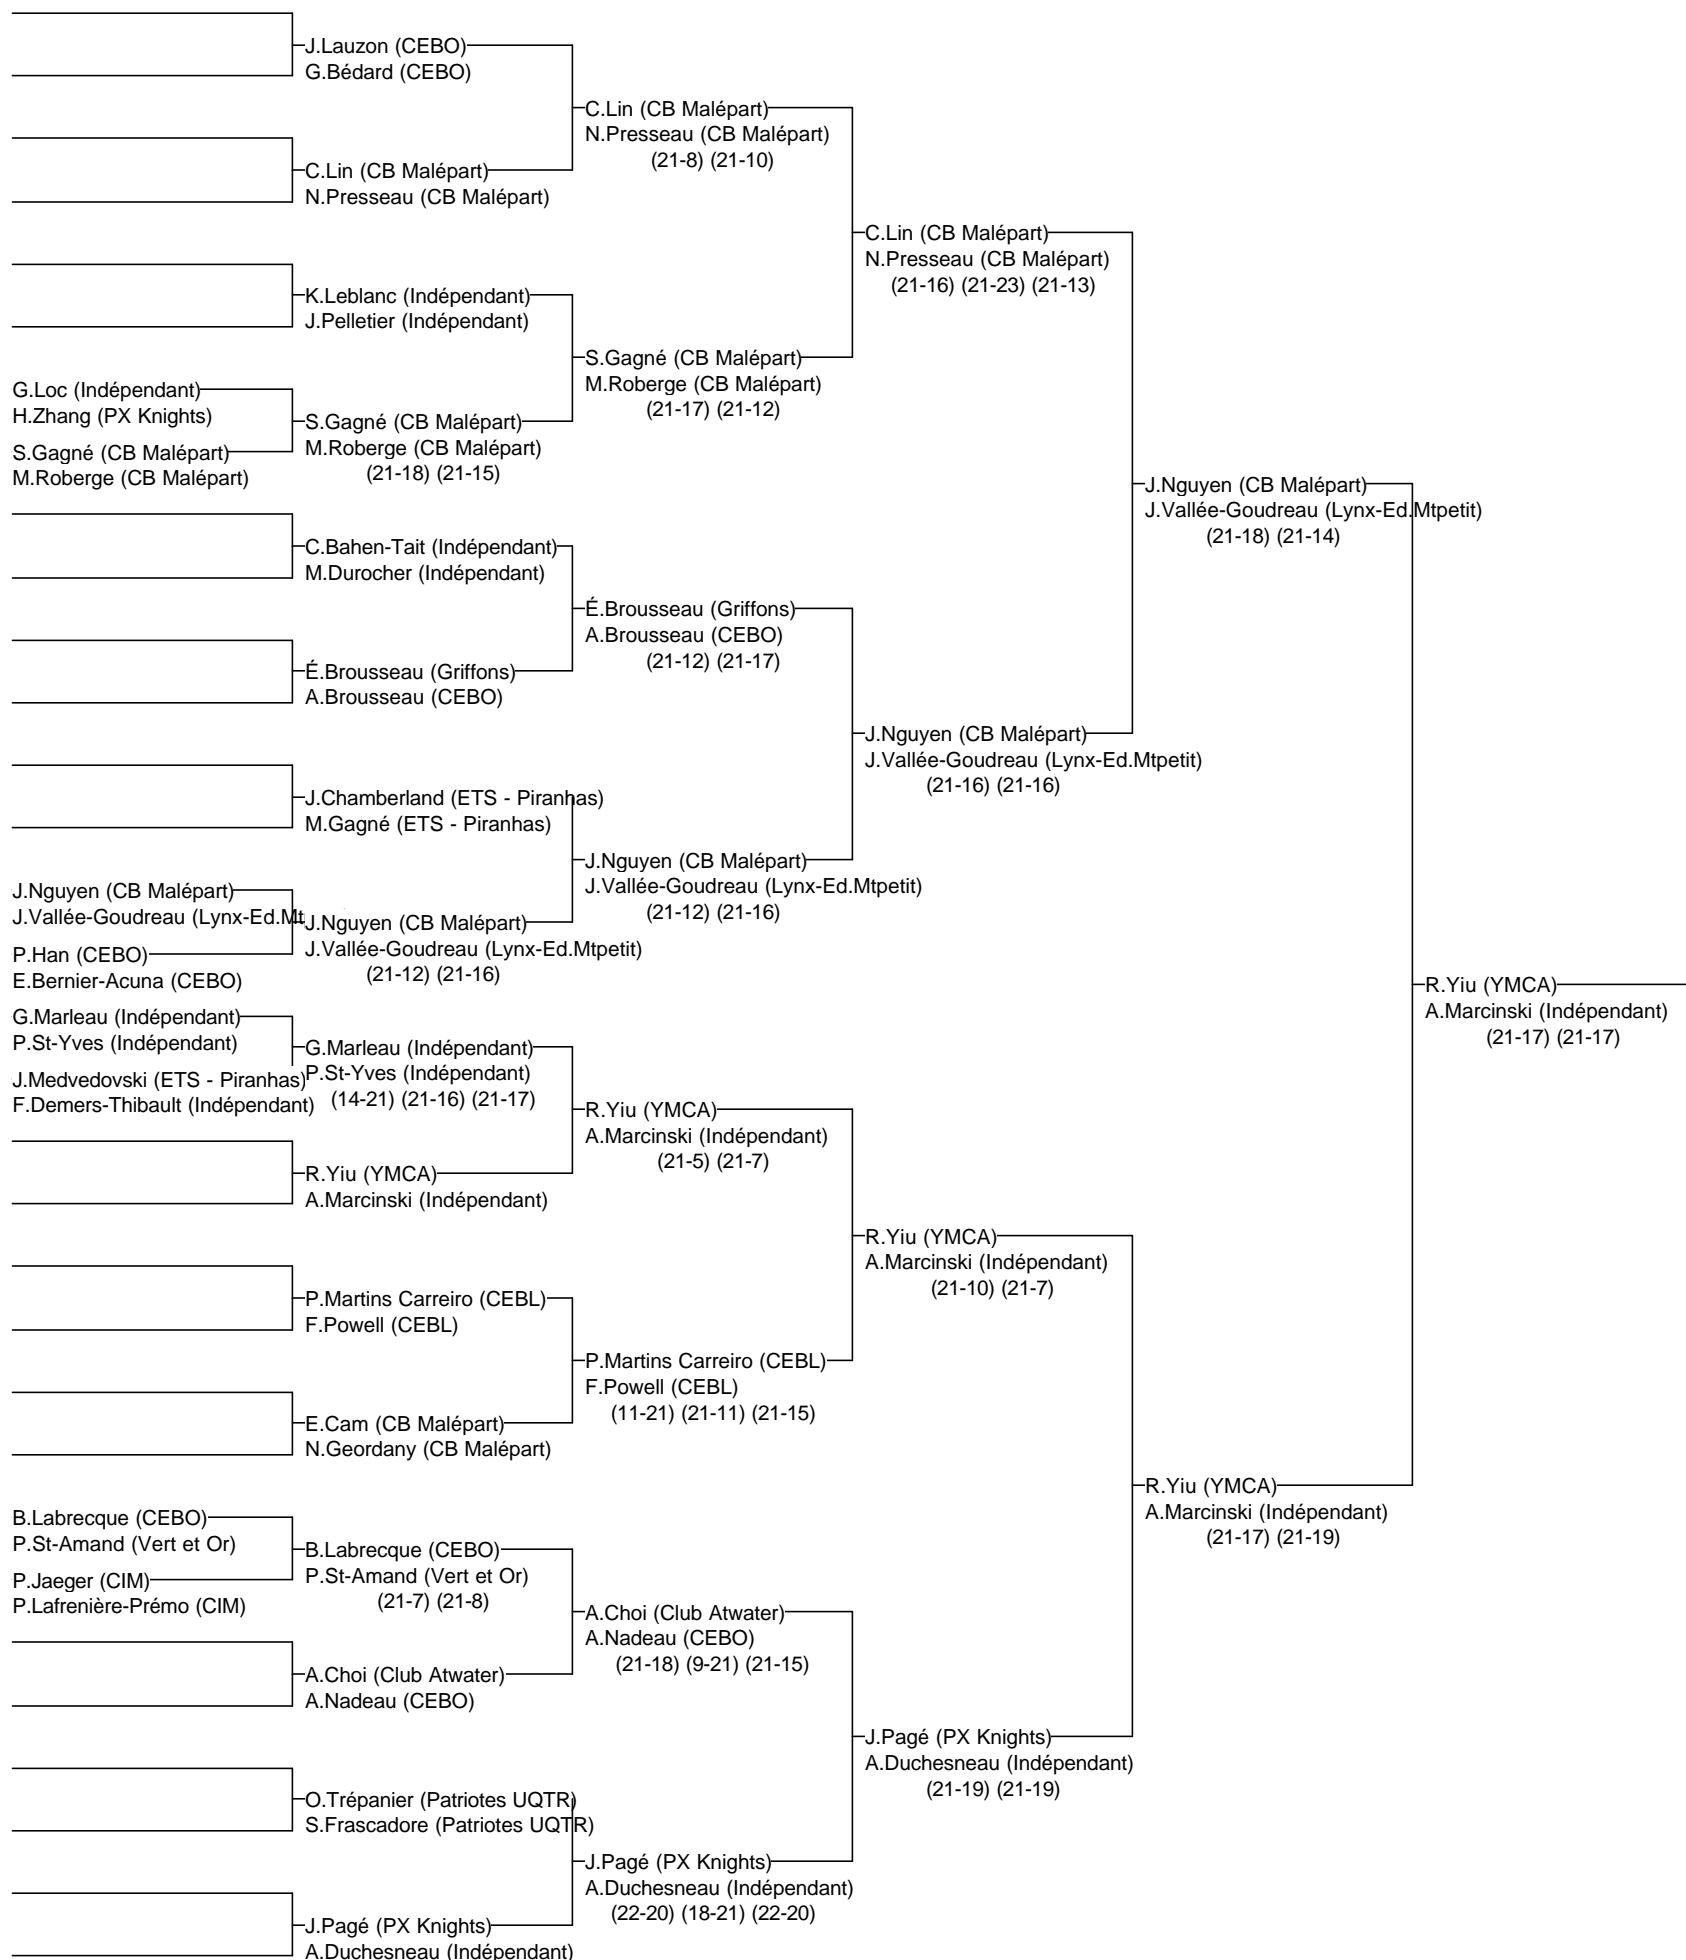 J.Lauzon (CEBO)
G.Bédard (CEBO)
C.Lin (CB Malépart)
N.Presseau (CB Malépart)
(21-8) (21-10)
C.Lin (CB Malépart)
N.Presseau (CB Malépart)
C.Lin (CB Malépart)
N.Presseau (CB Malépart)
(21-16) (21-23) (21-13)
K.Leblanc (Indépendant)
J.Pelletier (Indépendant)
S.Gagné (CB Malépart)
M.Roberge (CB Malépart)
(21-17) (21-12)
G.Loc (Indépendant)
H.Zhang (PX Knights)
S.Gagné (CB Malépart)
M.Roberge (CB Malépart)
(21-18) (21-15)
S.Gagné (CB Malépart)
M.Roberge (CB Malépart)
J.Nguyen (CB Malépart)
J.Vallée-Goudreau (Lynx-Ed.Mtpetit)
(21-18) (21-14)
C.Bahen-Tait (Indépendant)
M.Durocher (Indépendant)
É.Brousseau (Griffons)
A.Brousseau (CEBO)
(21-12) (21-17)
É.Brousseau (Griffons)
A.Brousseau (CEBO)
J.Nguyen (CB Malépart)
J.Vallée-Goudreau (Lynx-Ed.Mtpetit)
(21-16) (21-16)
J.Chamberland (ETS - Piranhas)
M.Gagné (ETS - Piranhas)
J.Nguyen (CB Malépart)
J.Vallée-Goudreau (Lynx-Ed.Mtpetit)
(21-12) (21-16)
J.Nguyen (CB Malépart)
J.Vallée-Goudreau (Lynx-Ed.Mt
J.Nguyen (CB Malépart)
J.Vallée-Goudreau (Lynx-Ed.Mtpetit)
(21-12) (21-16)
P.Han (CEBO)
E.Bernier-Acuna (CEBO)
R.Yiu (YMCA)
A.Marcinski (Indépendant)
(21-17) (21-17)
G.Marleau (Indépendant)
P.St-Yves (Indépendant)
G.Marleau (Indépendant)
P.St-Yves (Indépendant)
(14-21) (21-16) (21-17)
J.Medvedovski (ETS - Piranhas)
F.Demers-Thibault (Indépendant)
R.Yiu (YMCA)
A.Marcinski (Indépendant)
(21-5) (21-7)
R.Yiu (YMCA)
A.Marcinski (Indépendant)
R.Yiu (YMCA)
A.Marcinski (Indépendant)
(21-10) (21-7)
P.Martins Carreiro (CEBL)
F.Powell (CEBL)
P.Martins Carreiro (CEBL)
F.Powell (CEBL)
(11-21) (21-11) (21-15)
E.Cam (CB Malépart)
N.Geordany (CB Malépart)
R.Yiu (YMCA)
A.Marcinski (Indépendant)
(21-17) (21-19)
B.Labrecque (CEBO)
P.St-Amand (Vert et Or)
B.Labrecque (CEBO)
P.St-Amand (Vert et Or)
(21-7) (21-8)
P.Jaeger (CIM)
P.Lafrenière-Prémo (CIM)
A.Choi (Club Atwater)
A.Nadeau (CEBO)
(21-18) (9-21) (21-15)
A.Choi (Club Atwater)
A.Nadeau (CEBO)
J.Pagé (PX Knights)
A.Duchesneau (Indépendant)
(21-19) (21-19)
O.Trépanier (Patriotes UQTR)
S.Frascadore (Patriotes UQTR)
J.Pagé (PX Knights)
A.Duchesneau (Indépendant)
(22-20) (18-21) (22-20)
J.Pagé (PX Knights)
A.Duchesneau (Indépendant)